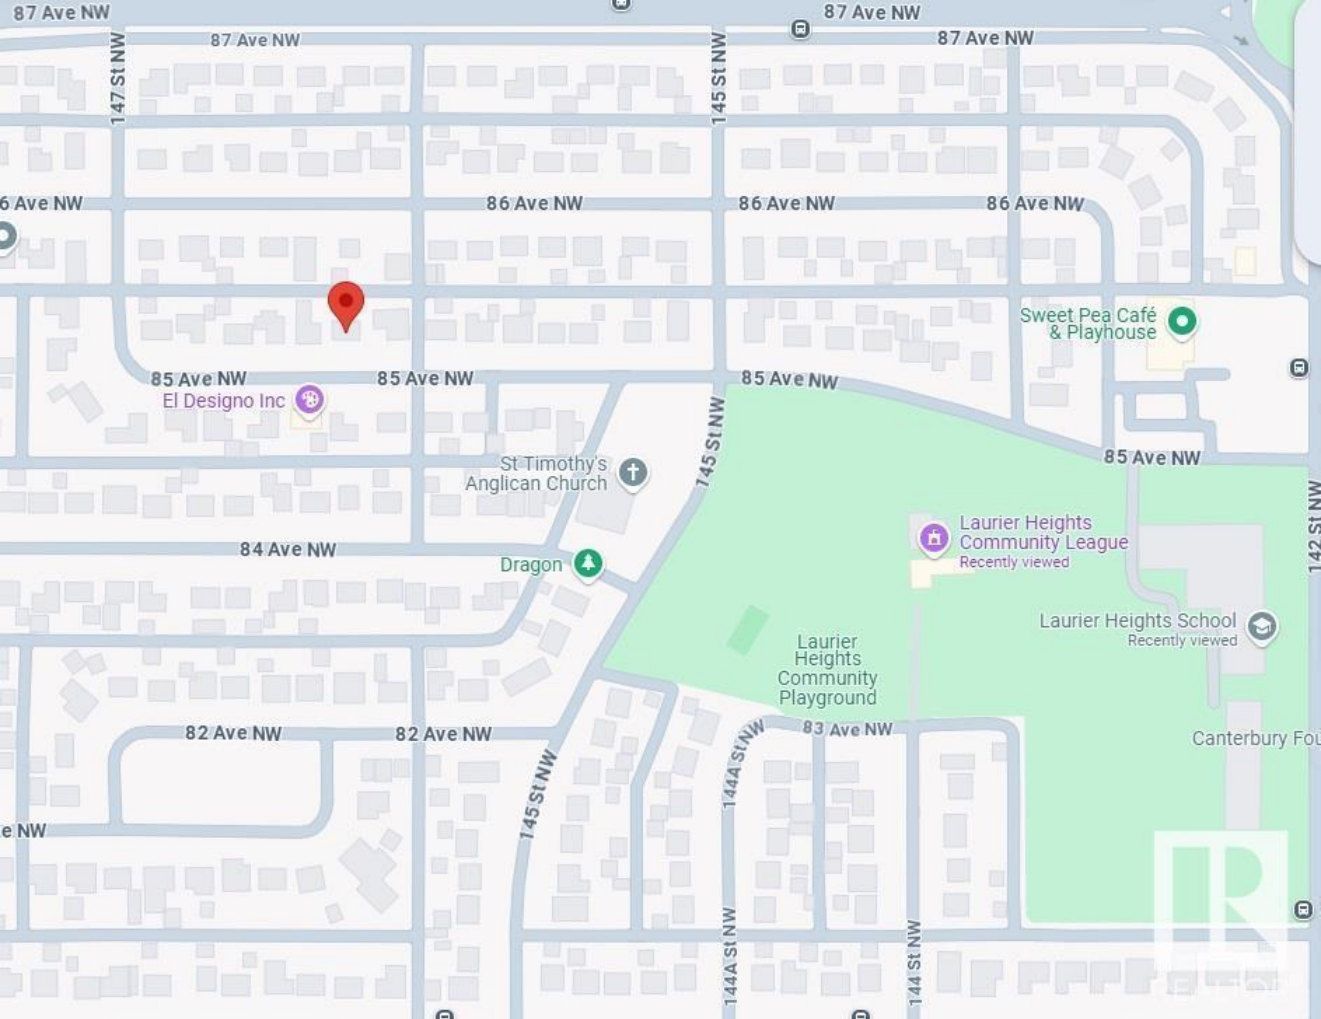 87 Ave NW
87 Ave NW
87 Ave NW
87 Ave NW
147 St NW
145 St NW
6 Ave NW
86 Ave NW
86 Ave NW
86 Ave NW
Sweet Pea Café
& Playhouse
85 Ave NW
85 Ave NW
85 Ave NW
El Designo Inc
145 St NW
85 Ave NW
St Timothy's
Anglican Church
142 St NW
84 Ave NW
Dragon
Laurier Heights
Community League
Recently viewed
Laurier Heights School
Recently viewed
Laurier
Heights
Community
Playground
82 Ave NW
82 Ave NW
83 Ave NW
144A St NW
Canterbury Fou
145 St NW
e NW
144A St NW
144 St NW
R
REALTOR